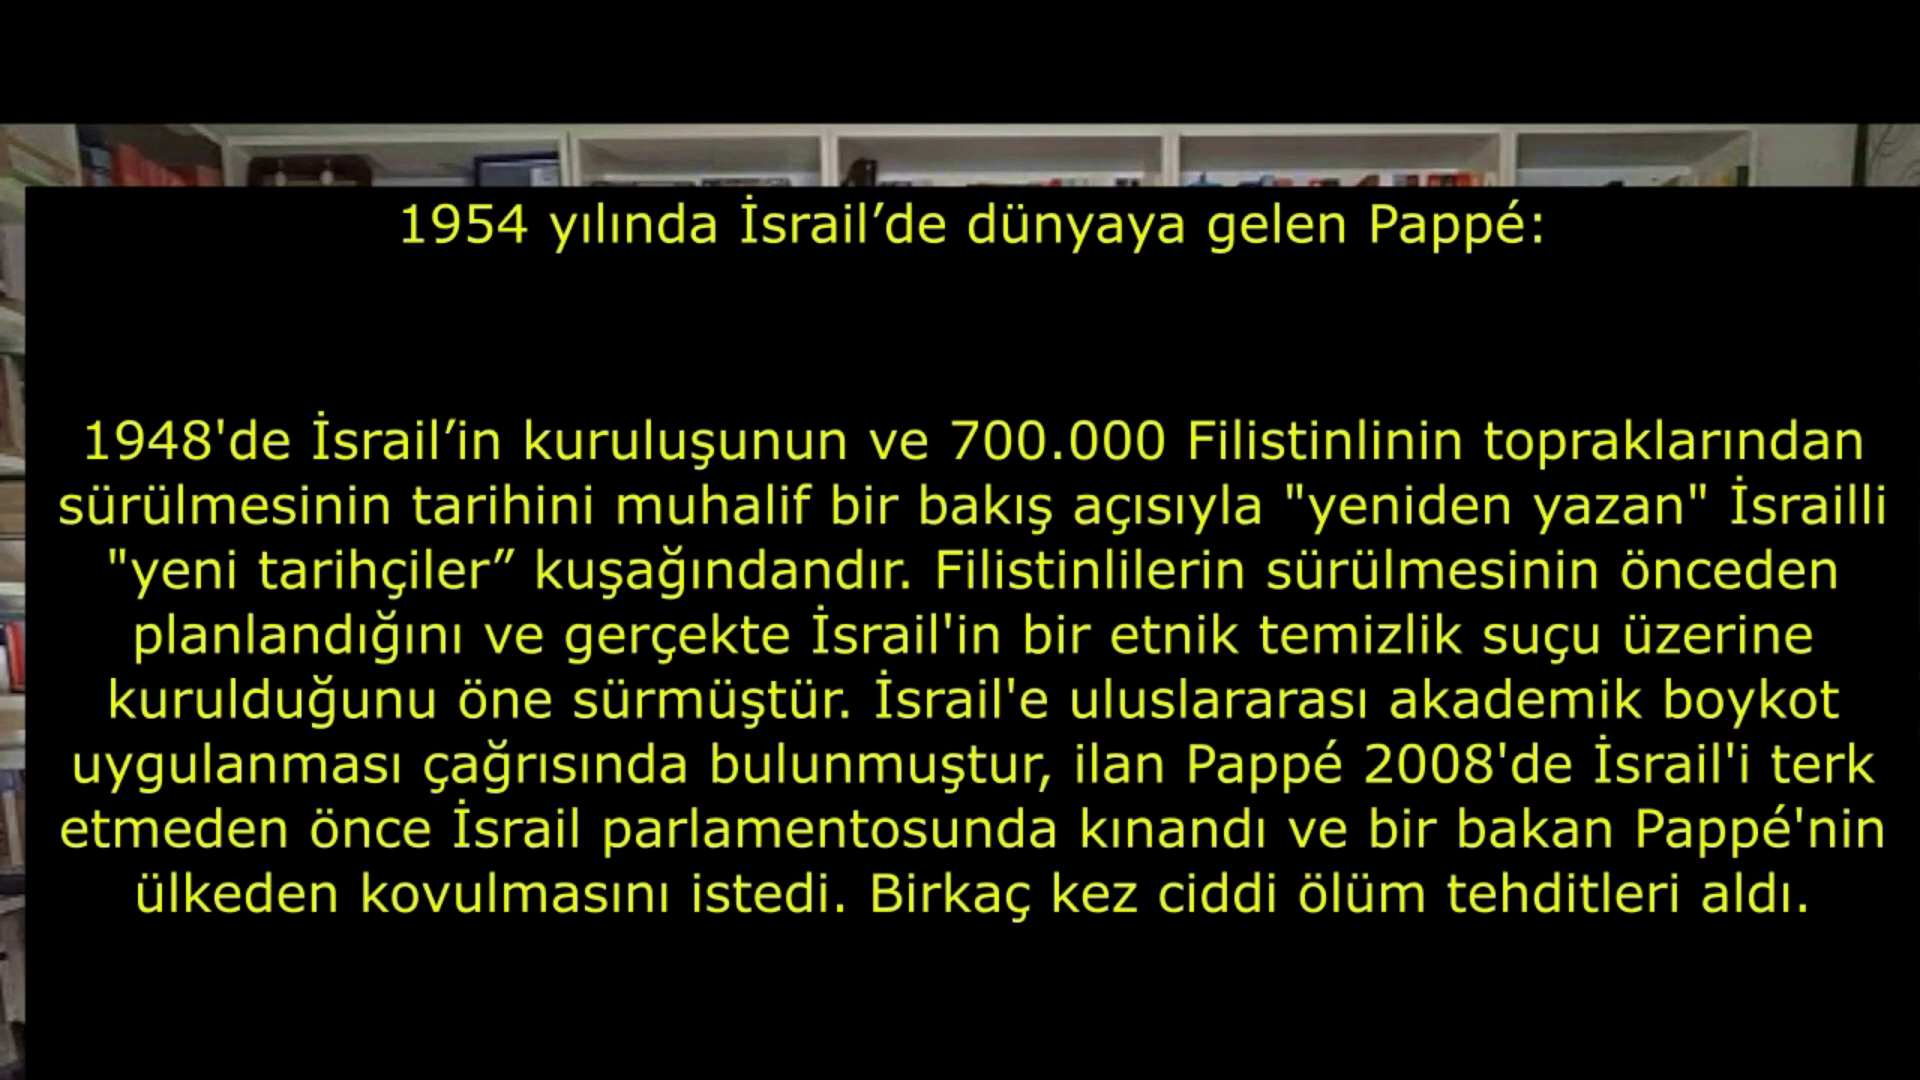 1954 yılında İsrail’de dünyaya gelen Pappé:
1948'de İsrail’in kuruluşunun ve 700.000 Filistinlinin topraklarından
sürülmesinin tarihini muhalif bir bakış açısıyla "yeniden yazan" İsrailli
"yeni tarihçiler” kuşağındandır. Filistinlilerin sürülmesinin önceden
planlandığını ve gerçekte İsrail'in bir etnik temizlik suçu üzerine
kurulduğunu öne sürmüştür. İsrail'e uluslararası akademik boykot
uygulanması çağrısında bulunmuştur, ilan Pappé 2008'de İsrail'i terk
etmeden önce İsrail parlamentosunda kınandı ve bir bakan Pappé'nin
ülkeden kovulmasını istedi. Birkaç kez ciddi ölüm tehditleri aldı.